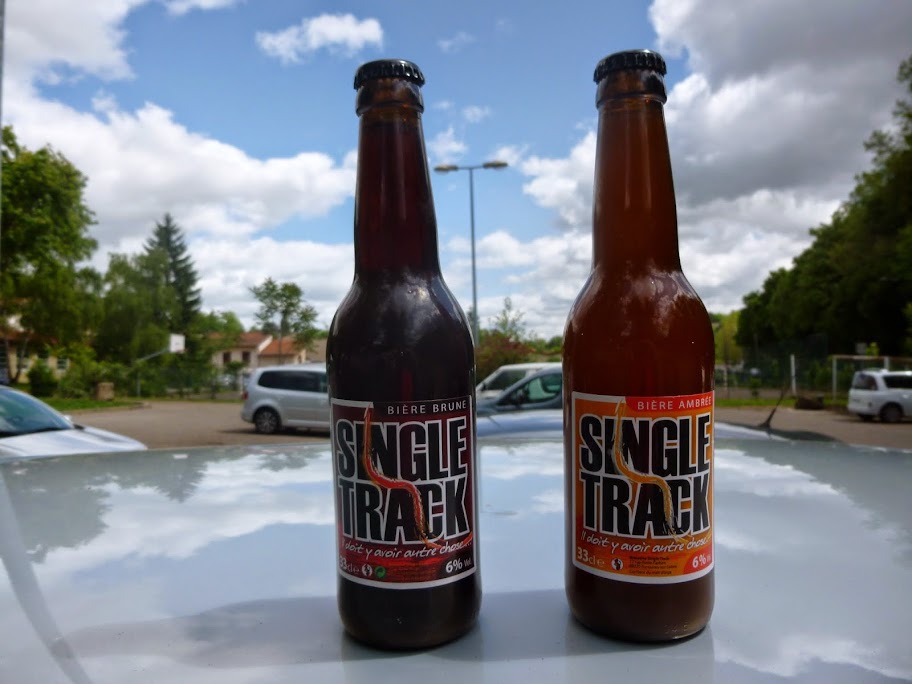 BIÈRE BRUNE
SINGLE
TRACK
Il doit y avoir autre chose...
33cl e
6% Vol.
BIÈRE AMBRÉE
SINGLE
TRACK
Il doit y avoir autre chose...
33cl e
6% Vol.